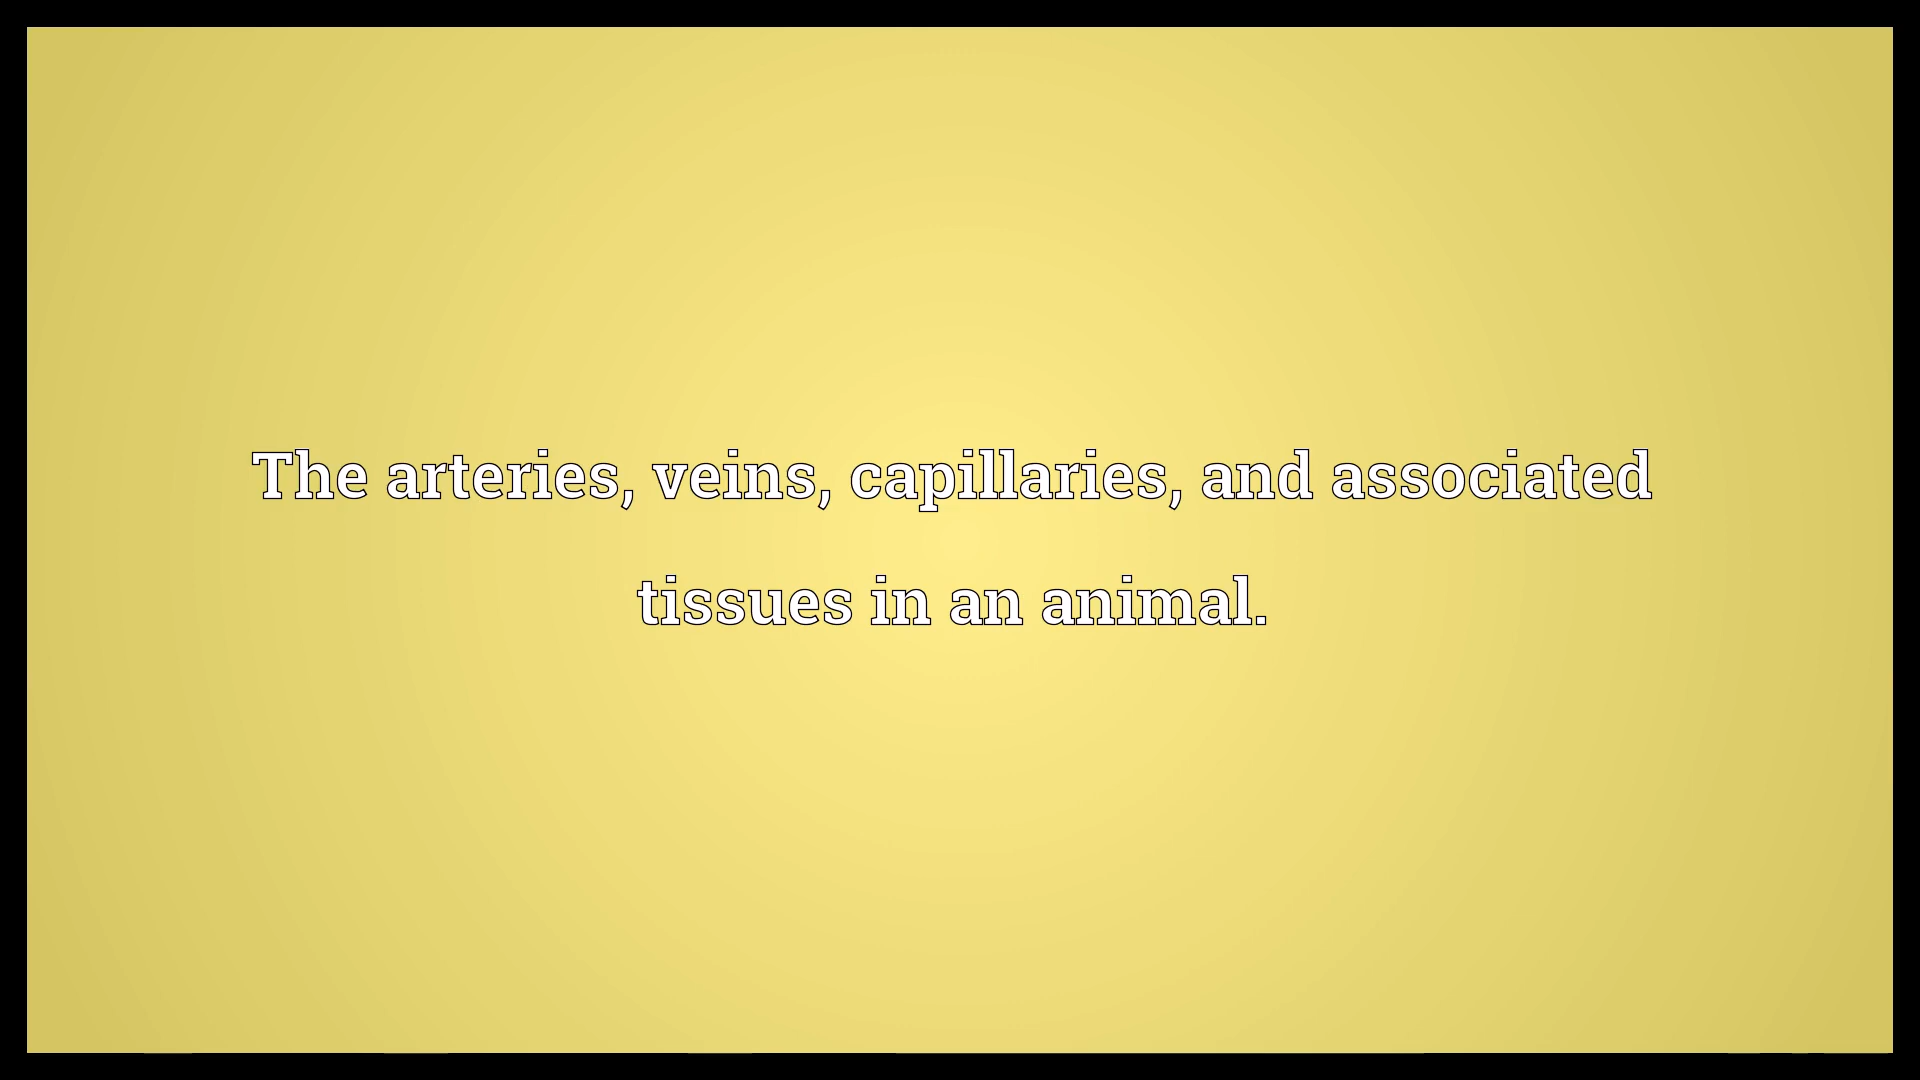 The arteries, veins, capillaries, and associated
tissues in an animal.